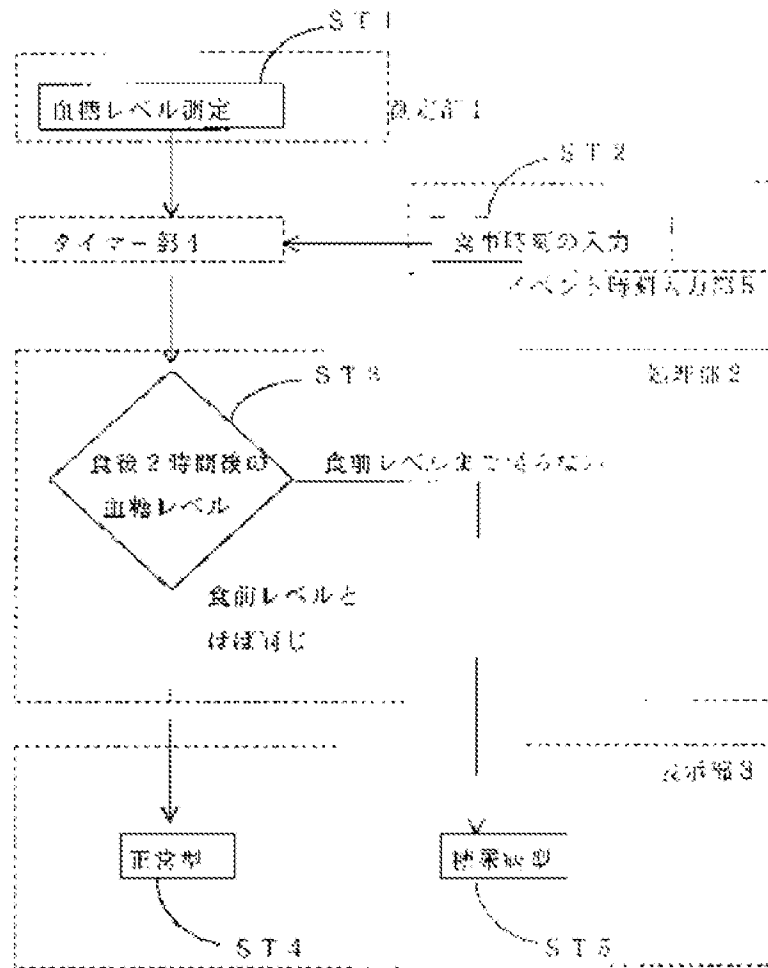 ST1
血糖レベル測定
測定部1
ST2
タイマー部4
食事時刻の入力
イベント時刻入力部5
ST3
処理部2
食後2時間後の
血糖レベル
食前レベルまで戻らない
食前レベルと
ほぼ同じ
表示部3
正常型
糖尿病型
ST4
ST5